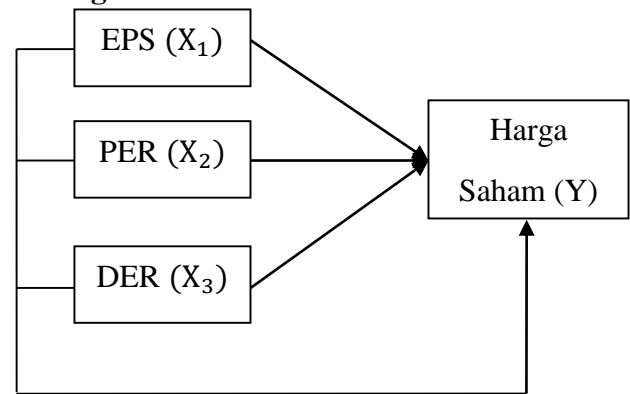 EPS (X₁)
PER (X₂)
DER (X₃)
Harga
Saham (Y)